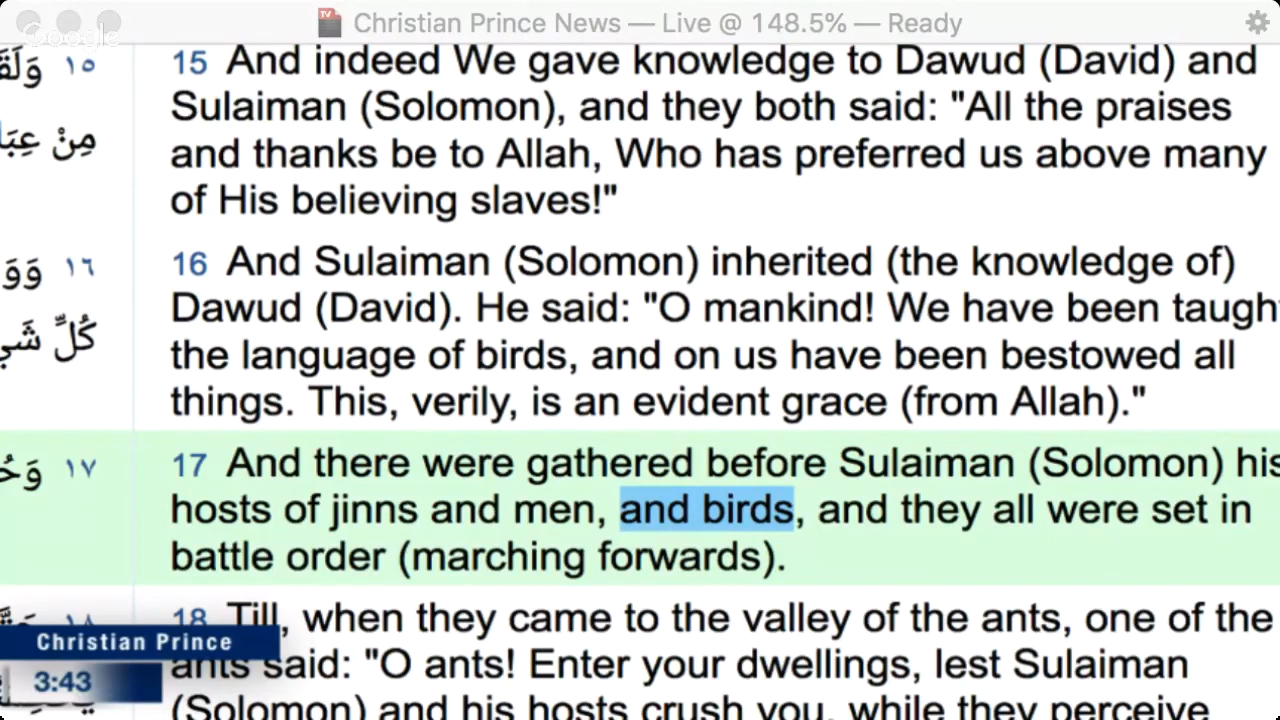 Christian Prince News — Live @ 148.5% — Ready
Google
TV
وَلَقَ ١٥ 15 And indeed We gave knowledge to Dawud (David) and
Sulaiman (Solomon), and they both said: "All the praises
مِنْ عِبَا and thanks be to Allah, Who has preferred us above many
of His believing slaves!"
وَوَ ١٦ 16 And Sulaiman (Solomon) inherited (the knowledge of)
Dawud (David). He said: "O mankind! We have been taugh
كُلِّ شَي the language of birds, and on us have been bestowed all
things. This, verily, is an evident grace (from Allah)."
وَحُ ١٧ 17 And there were gathered before Sulaiman (Solomon) his
hosts of jinns and men, and birds, and they all were set in
battle order (marching forwards).
١٨ 18 Till, when they came to the valley of the ants, one of the
ants said: "O ants! Enter your dwellings, lest Sulaiman
(Solomon) and his hosts crush you, while they perceive
Christian Prince
3:43